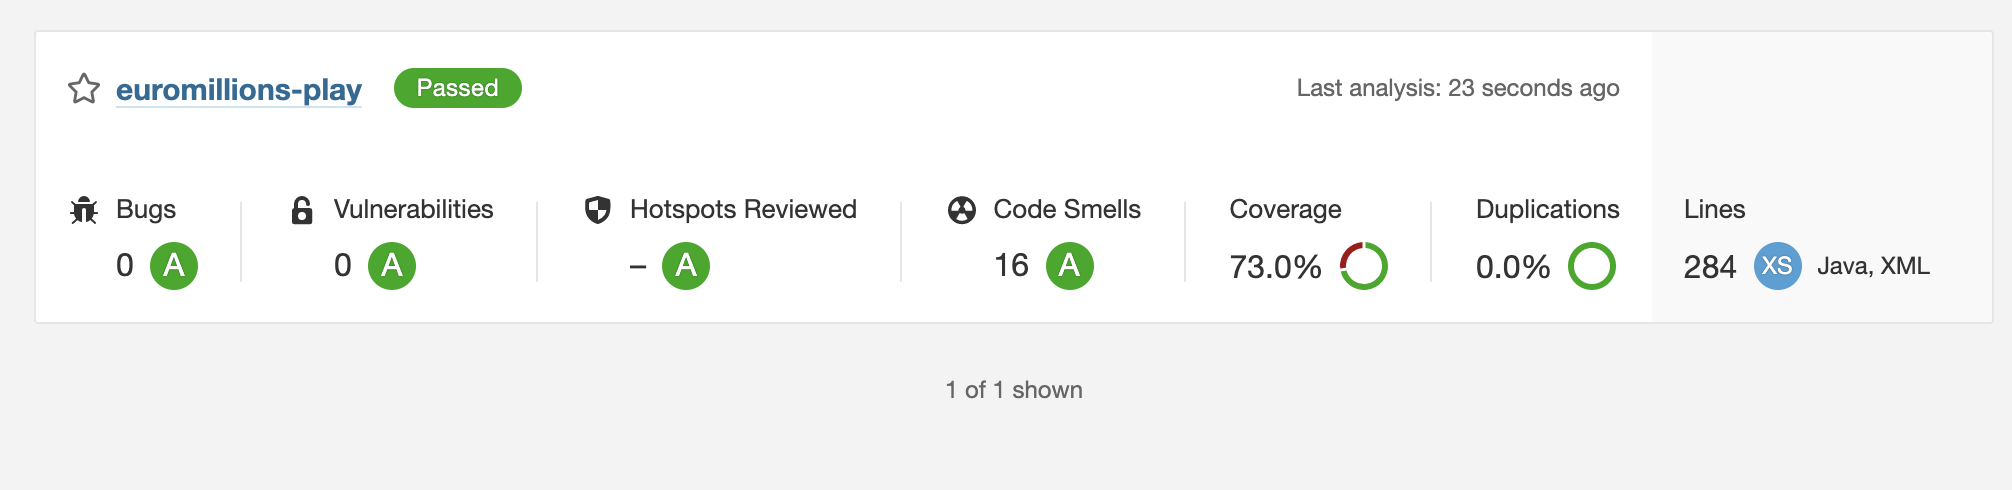 euromillions-play Passed Last analysis: 23 seconds ago
Bugs Vulnerabilities Hotspots Reviewed Code Smells Coverage Duplications Lines
0 A 0 A – A 16 A 73.0% 0.0% 284 XS Java, XML
1 of 1 shown